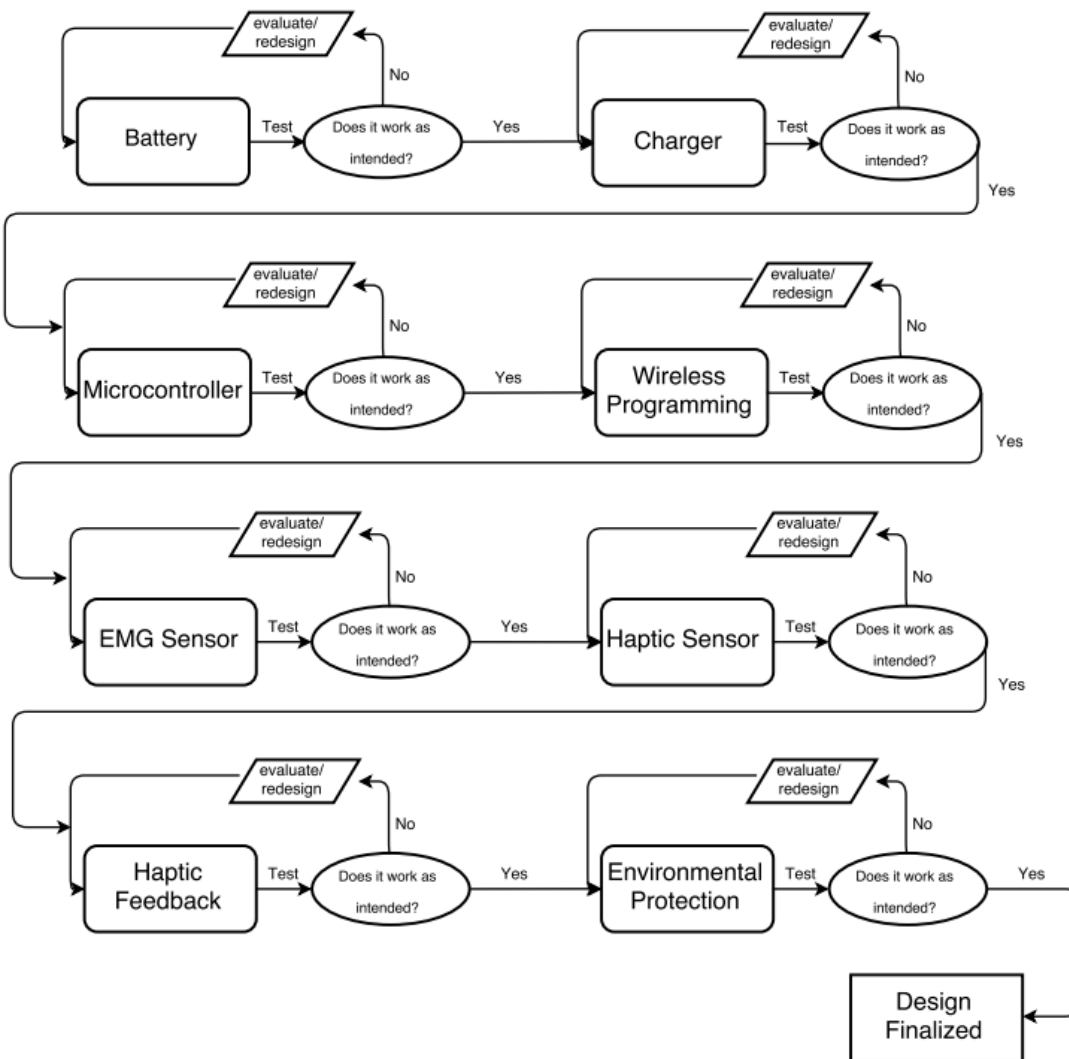 evaluate/
redesign
evaluate/
redesign
No
No
Battery
Test
Does it work as
intended?
Yes
Charger
Test
Does it work as
intended?
Yes
evaluate/
redesign
evaluate/
redesign
No
No
Microcontroller
Test
Does it work as
intended?
Yes
Wireless
Programming
Test
Does it work as
intended?
Yes
evaluate/
redesign
evaluate/
redesign
No
No
EMG Sensor
Test
Does it work as
intended?
Yes
Haptic Sensor
Test
Does it work as
intended?
Yes
evaluate/
redesign
evaluate/
redesign
No
No
Haptic
Feedback
Test
Does it work as
intended?
Yes
Environmental
Protection
Test
Does it work as
intended?
Yes
Design
Finalized